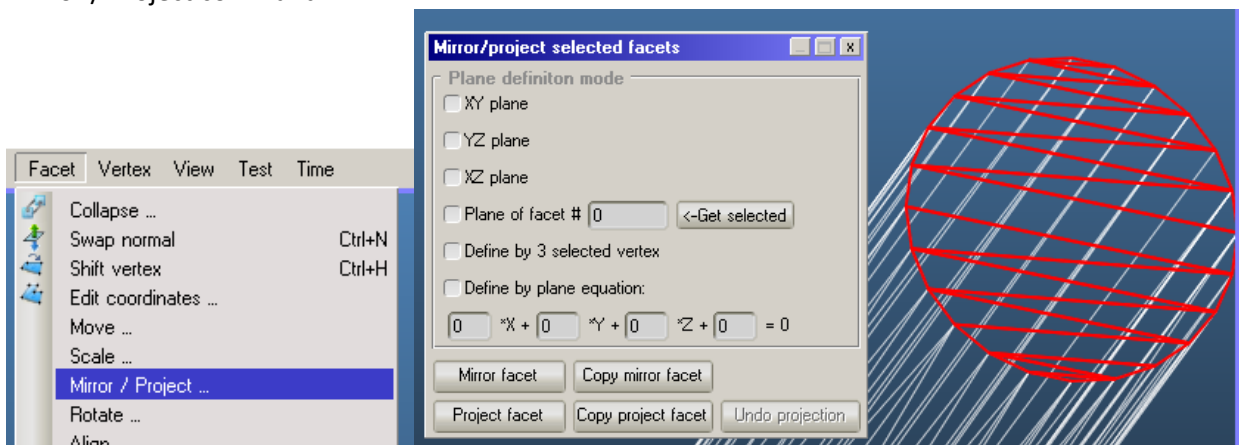 Facet Vertex View Test Time
Collapse ...
Swap normal Ctrl+N
Shift vertex Ctrl+H
Edit coordinates ...
Move ...
Scale ...
Mirror / Project ...
Rotate ...
Align
Mirror/project selected facets
Plane definiton mode
XY plane
YZ plane
XZ plane
Plane of facet # 0 <-Get selected
Define by 3 selected vertex
Define by plane equation:
0 *X + 0 *Y + 0 *Z + 0 = 0
Mirror facet Copy mirror facet
Project facet Copy project facet Undo projection